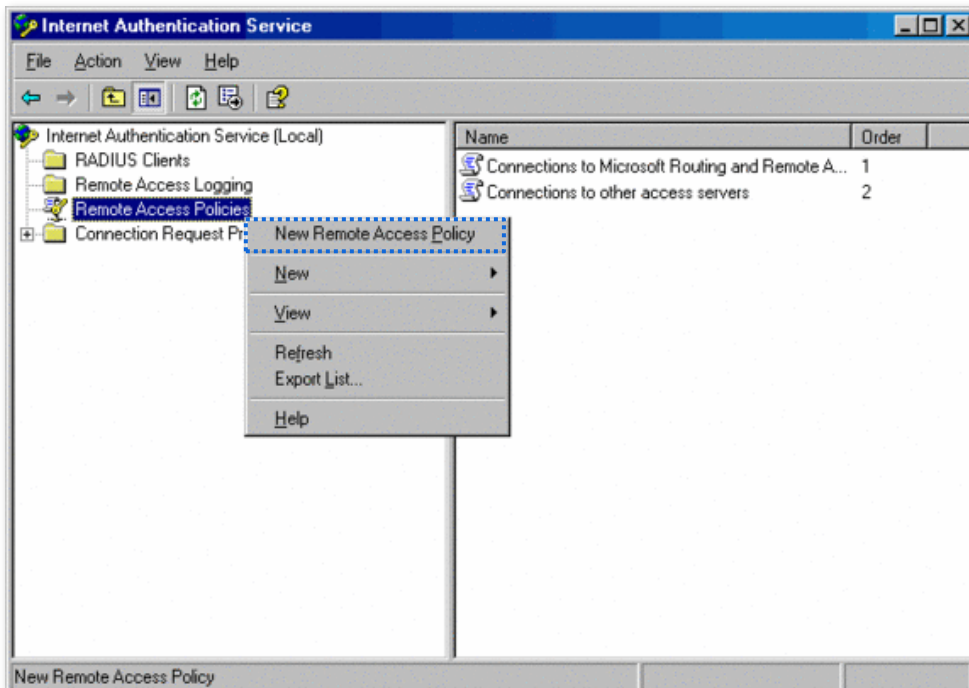 Internet Authentication Service
File Action View Help
Internet Authentication Service (Local)
RADIUS Clients
Remote Access Logging
Remote Access Policies
Connection Request Pr
Name Order
Connections to Microsoft Routing and Remote A... 1
Connections to other access servers 2
New Remote Access Policy
New
View
Refresh
Export List...
Help
New Remote Access Policy